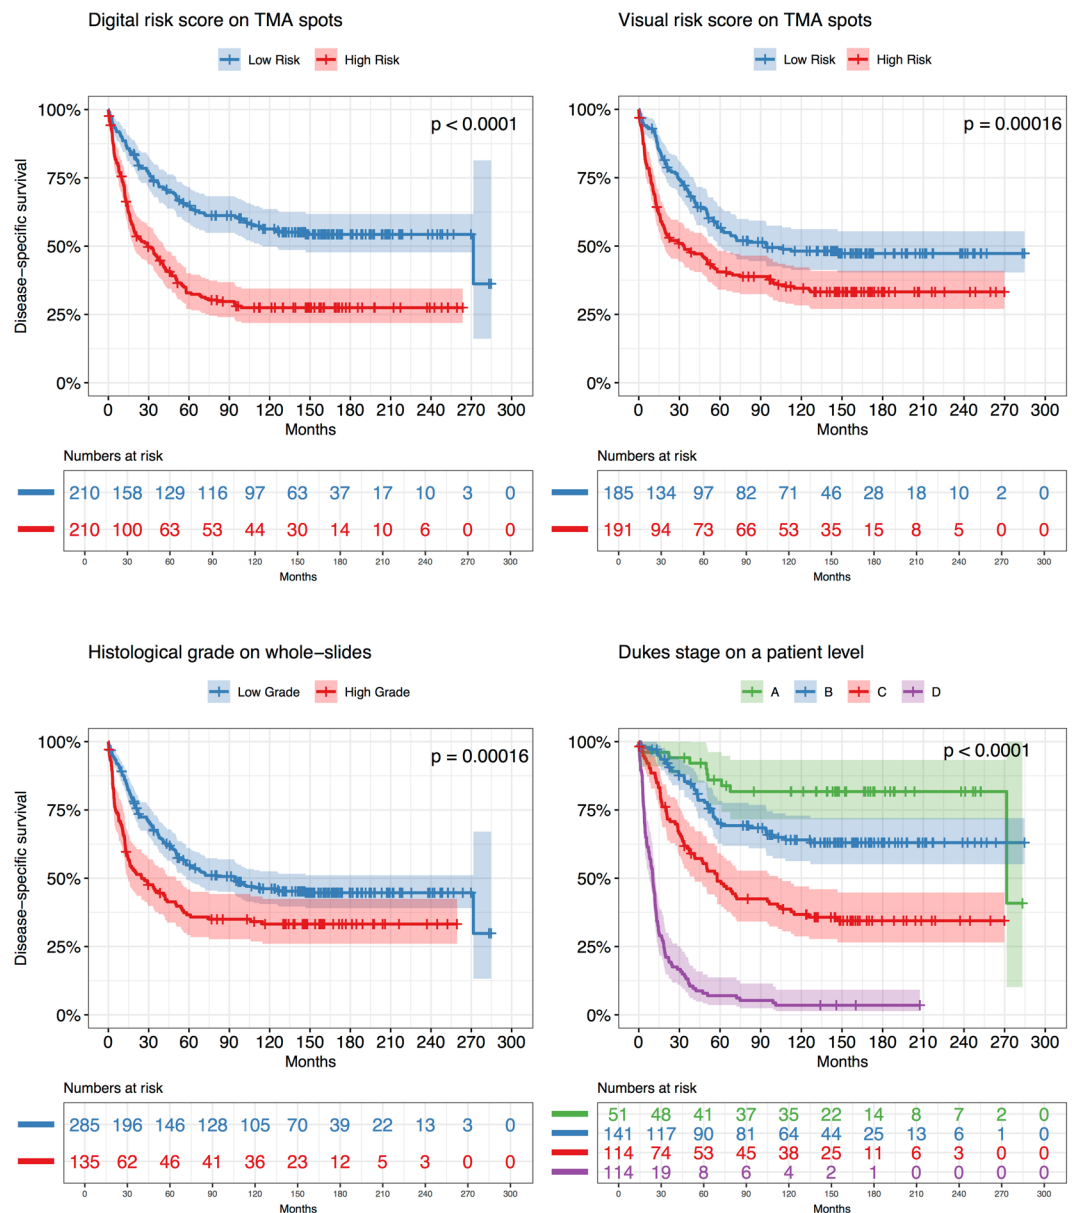 Digital risk score on TMA spots
Low Risk High Risk
p < 0.0001
Disease−specific survival
100%
75%
50%
25%
0%
0 30 60 90 120 150 180 210 240 270 300
Months
Numbers at risk
210 158 129 116 97 63 37 17 10 3 0
210 100 63 53 44 30 14 10 6 0 0
0 30 60 90 120 150 180 210 240 270 300
Months
Visual risk score on TMA spots
Low Risk High Risk
p = 0.00016
100%
75%
50%
25%
0%
0 30 60 90 120 150 180 210 240 270 300
Months
Numbers at risk
185 134 97 82 71 46 28 18 10 2 0
191 94 73 66 53 35 15 8 5 0 0
0 30 60 90 120 150 180 210 240 270 300
Months
Histological grade on whole−slides
Low Grade High Grade
p = 0.00016
Disease−specific survival
100%
75%
50%
25%
0%
0 30 60 90 120 150 180 210 240 270 300
Months
Numbers at risk
285 196 146 128 105 70 39 22 13 3 0
135 62 46 41 36 23 12 5 3 0 0
0 30 60 90 120 150 180 210 240 270 300
Months
Dukes stage on a patient level
A B C D
p < 0.0001
100%
75%
50%
25%
0%
0 30 60 90 120 150 180 210 240 270 300
Months
Numbers at risk
51 48 41 37 35 22 14 8 7 2 0
141 117 90 81 64 44 25 13 6 1 0
114 74 53 45 38 25 11 6 3 0 0
114 19 8 6 4 2 1 0 0 0 0
0 30 60 90 120 150 180 210 240 270 300
Months